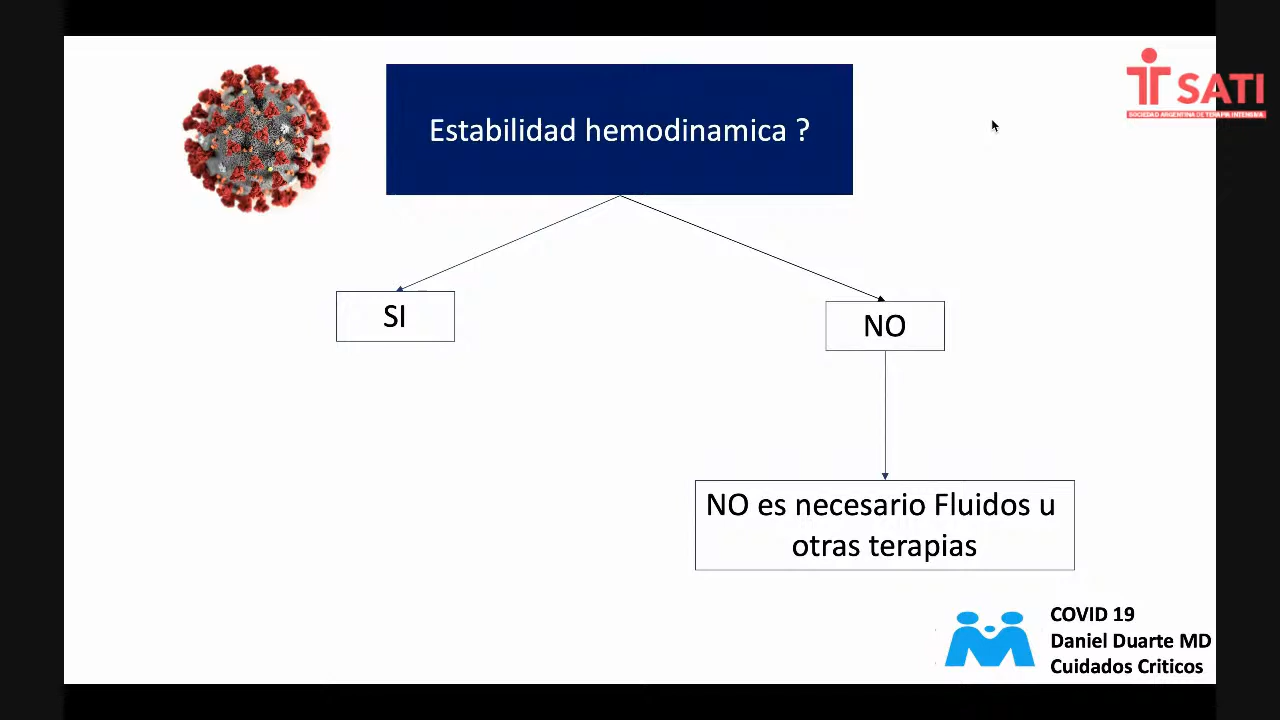 SATI
SOCIEDAD ARGENTINA DE TERAPIA INTENSIVA
Estabilidad hemodinamica ?
SI
NO
NO es necesario Fluidos u
otras terapias
COVID 19
Daniel Duarte MD
Cuidados Criticos